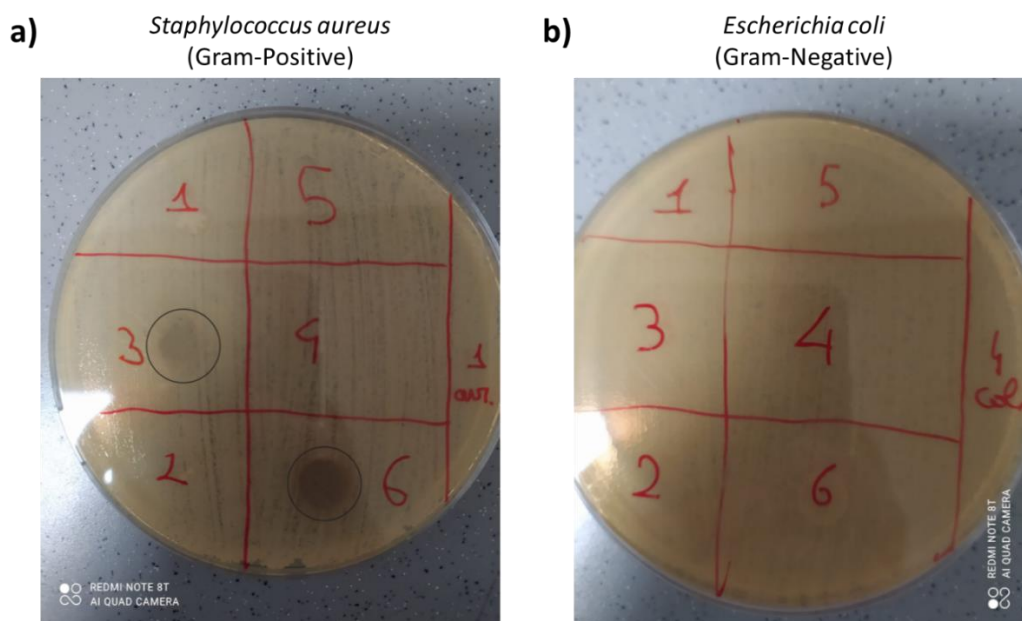 a)
Staphylococcus aureus
(Gram-Positive)
1
5
3
4
1
aur.
2
6
REDMI NOTE 8T
AI QUAD CAMERA
b)
Escherichia coli
(Gram-Negative)
1
5
3
4
4
col
2
6
REDMI NOTE 8T
AI QUAD CAMERA